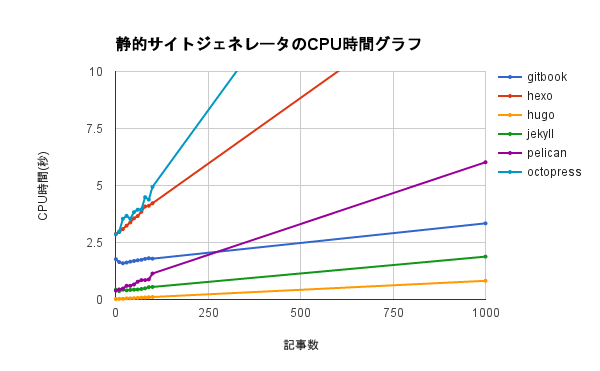 静的サイトジェネレータのCPU時間グラフ
10
7.5
5
2.5
0
CPU時間(秒)
0
250
500
750
1000
記事数
gitbook
hexo
hugo
jekyll
pelican
octopress